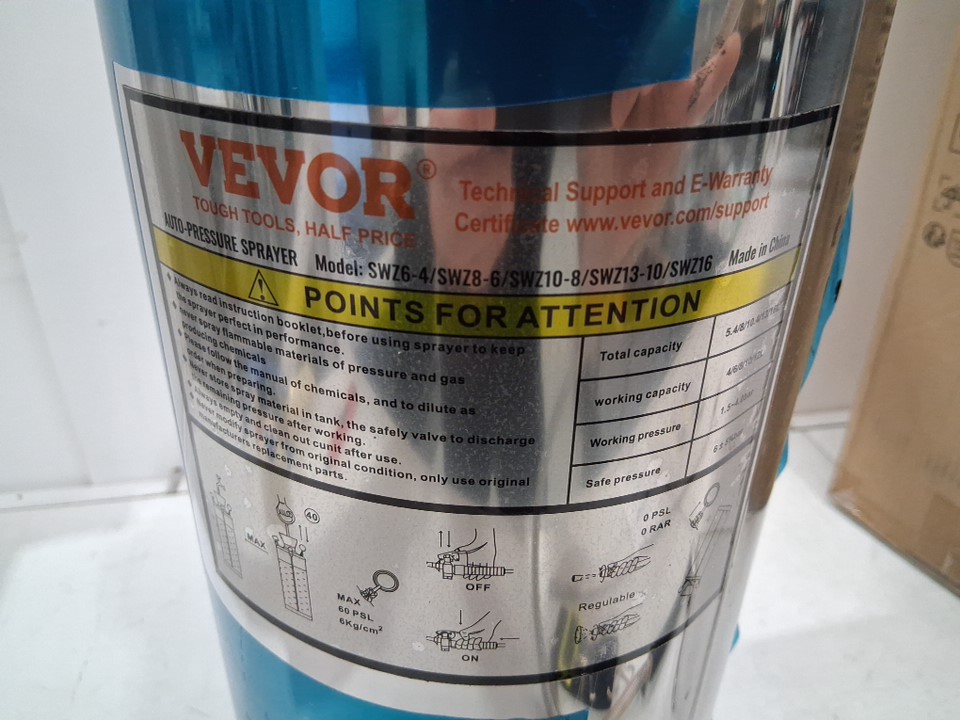 VEVOR®
TOUGH TOOLS, HALF PRICE
Technical Support and E-Warranty
Certificate www.vevor.com/support
AUTO-PRESSURE SPRAYER Model: SWZ6-4/SWZ8-6/SWZ10-8/SWZ13-10/SWZ16 Made in China
POINTS FOR ATTENTION
Always read instruction booklet,before using sprayer to keep
the sprayer perfect in performance.
never spray flammable materials of pressure and gas
producing chemicals
Please follow the manual of chemicals, and to dilute as
order when preparing.
Never store spray material in tank, the safely valve to discharge
the remaining pressure after working.
Always empty and clean out cunit after use.
Never modify sprayer from original condition, only use original
manufacturers replacement parts.
Total capacity
working capacity
Working pressure
Safe pressure
MAX
40
MAX
60 PSL
6Kg/cm²
OFF
ON
0 PSL
0 RAR
Regulable